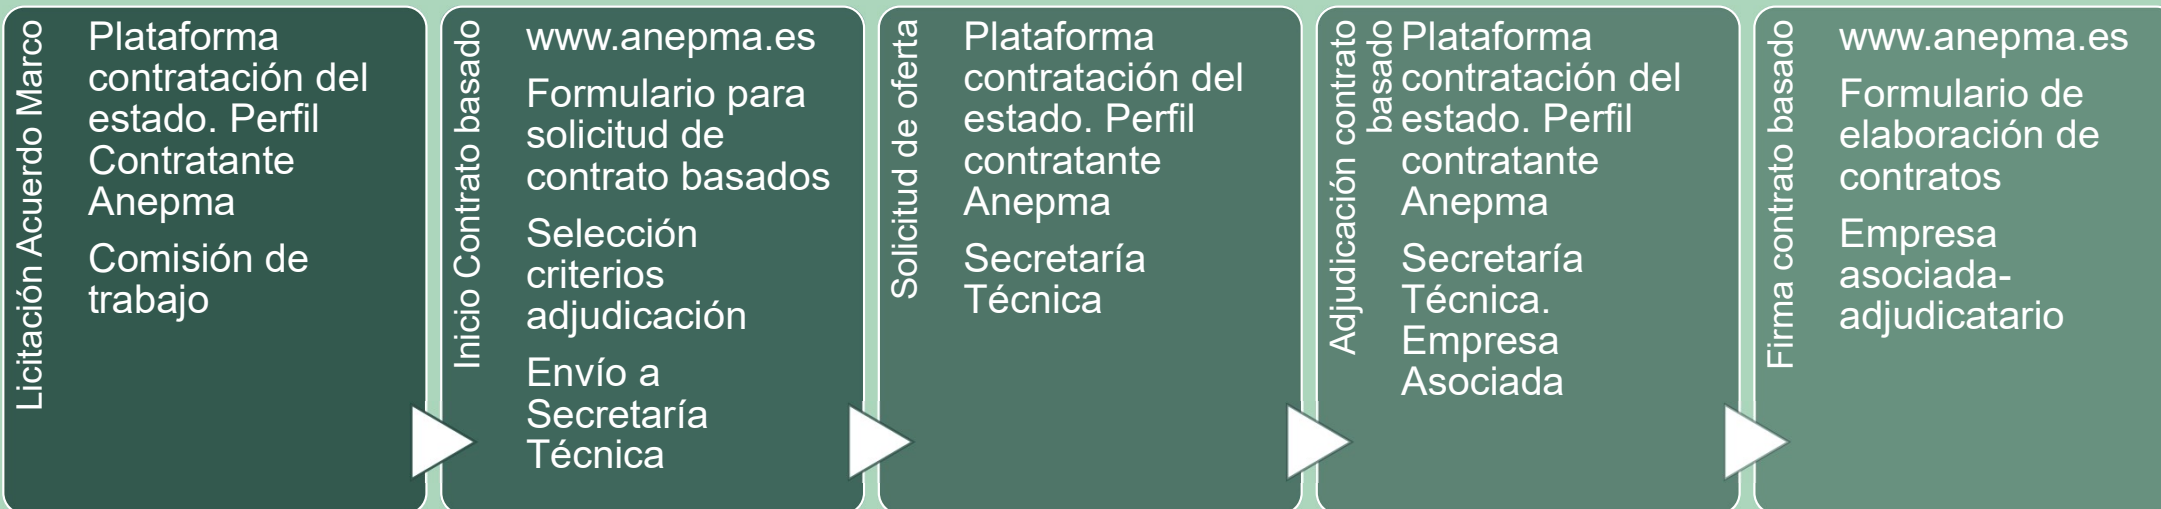 Licitación Acuerdo Marco
Plataforma
contratación del
estado. Perfil
Contratante
Anepma
Comisión de
trabajo
Inicio Contrato basado
www.anepma.es
Formulario para
solicitud de
contrato basados
Selección
criterios
adjudicación
Envío a
Secretaría
Técnica
Solicitud de oferta
Plataforma
contratación del
estado. Perfil
contratante
Anepma
Secretaría
Técnica
Adjudicación contrato
basado
Plataforma
contratación del
estado. Perfil
contratante
Anepma
Secretaría
Técnica.
Empresa
Asociada
Firma contrato basado
www.anepma.es
Formulario de
elaboración de
contratos
Empresa
asociada-
adjudicatario